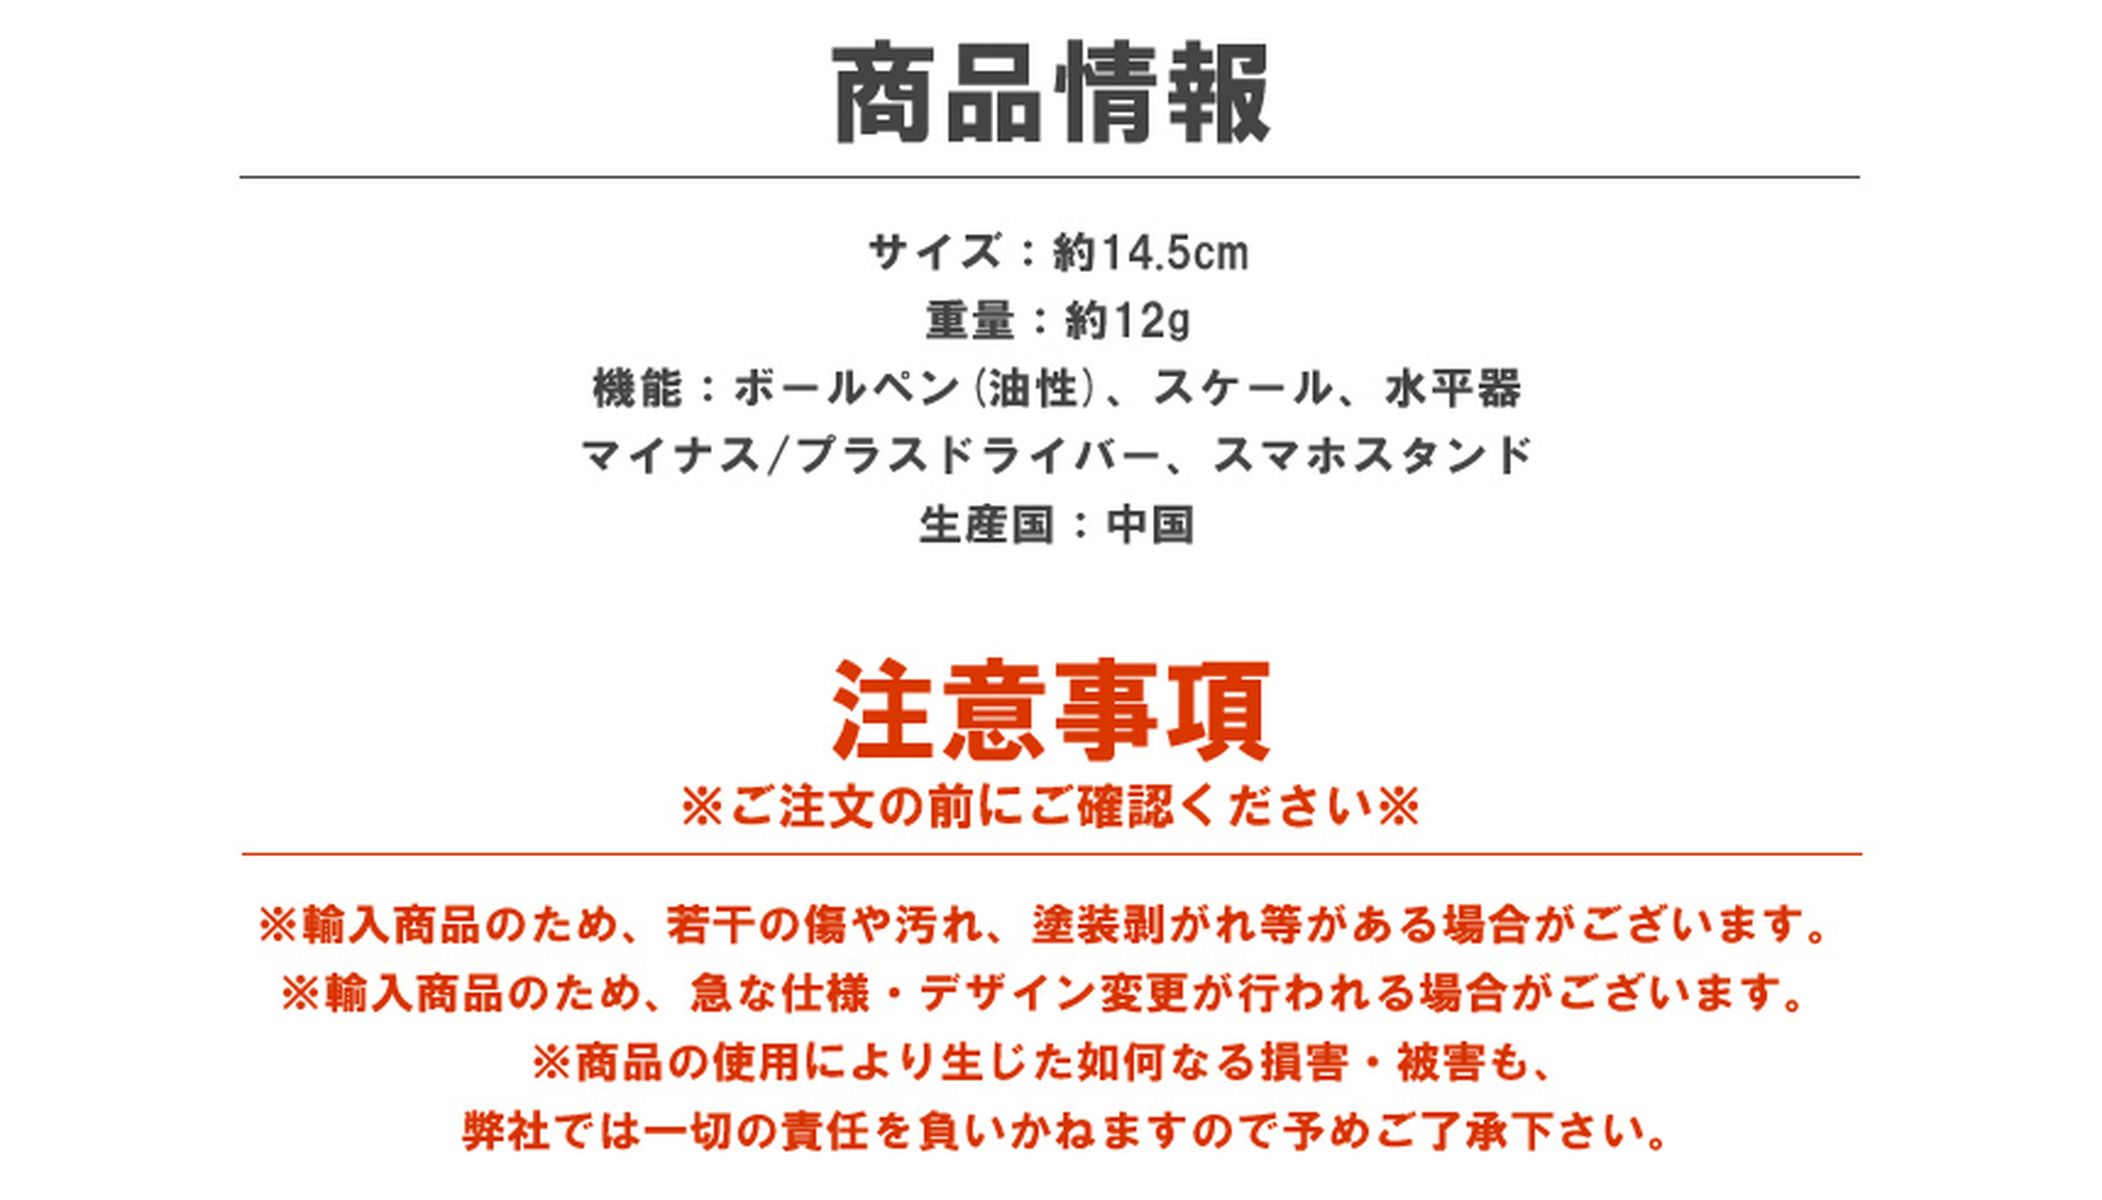 商品情報
サイズ：約14.5cm
重量：約12g
機能：ボールペン(油性)、スケール、水平器
マイナス/プラスドライバー、スマホスタンド
生産国：中国
注意事項
※ご注文の前にご確認ください※
※輸入商品のため、若干の傷や汚れ、塗装剥がれ等がある場合がございます。
※輸入商品のため、急な仕様・デザイン変更が行われる場合がございます。
※商品の使用により生じた如何なる損害・被害も、
弊社では一切の責任を負いかねますので予めご了承下さい。